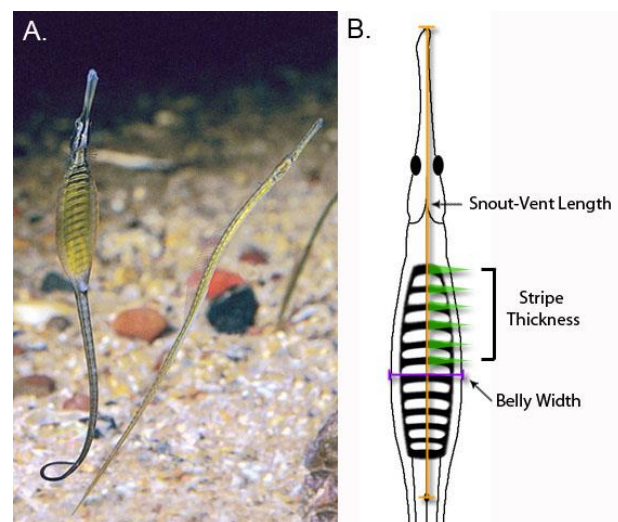 A.
B.
Snout-Vent Length
Stripe
Thickness
Belly Width